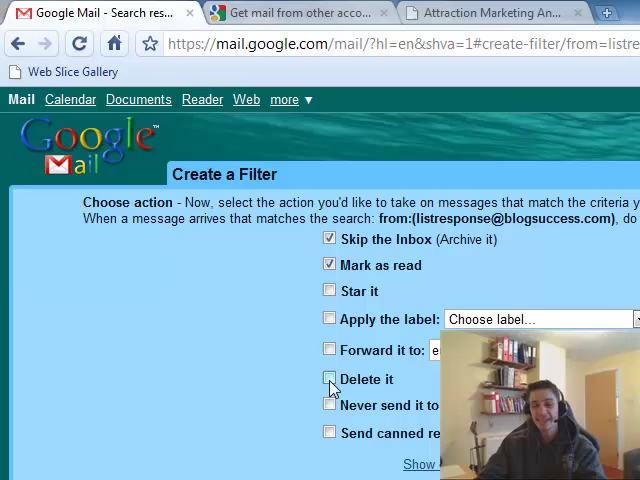 Google Mail - Search res...
Get mail from other acco...
Attraction Marketing An...
https://mail.google.com/mail/?hl=en&shva=1#create-filter/from=listre
Web Slice Gallery
Mail Calendar Documents Reader Web more ▼
Google™
Mail
Create a Filter
Choose action - Now, select the action you'd like to take on messages that match the criteria y
When a message arrives that matches the search: from:(listresponse@blogsuccess.com), do
Skip the Inbox (Archive it)
Mark as read
Star it
Apply the label: Choose label...
Forward it to: e
Delete it
Never send it to
Send canned re
Show